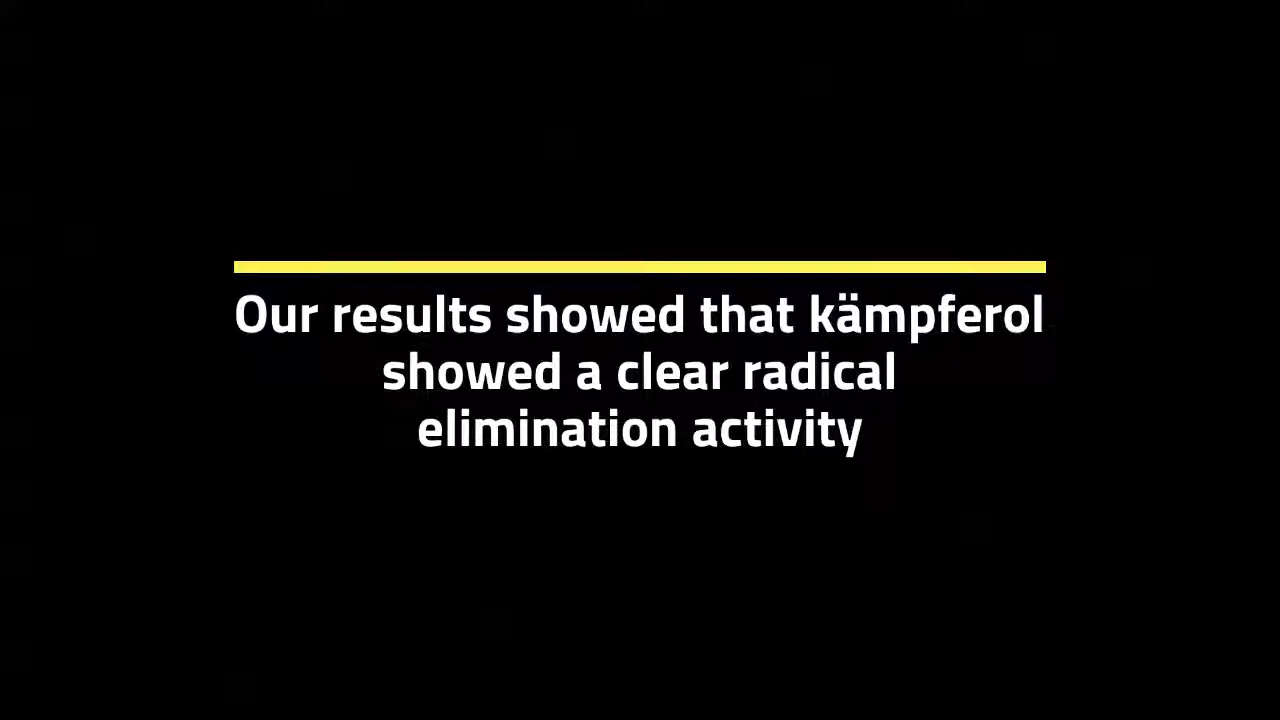 Our results showed that kämpferol
showed a clear radical
elimination activity